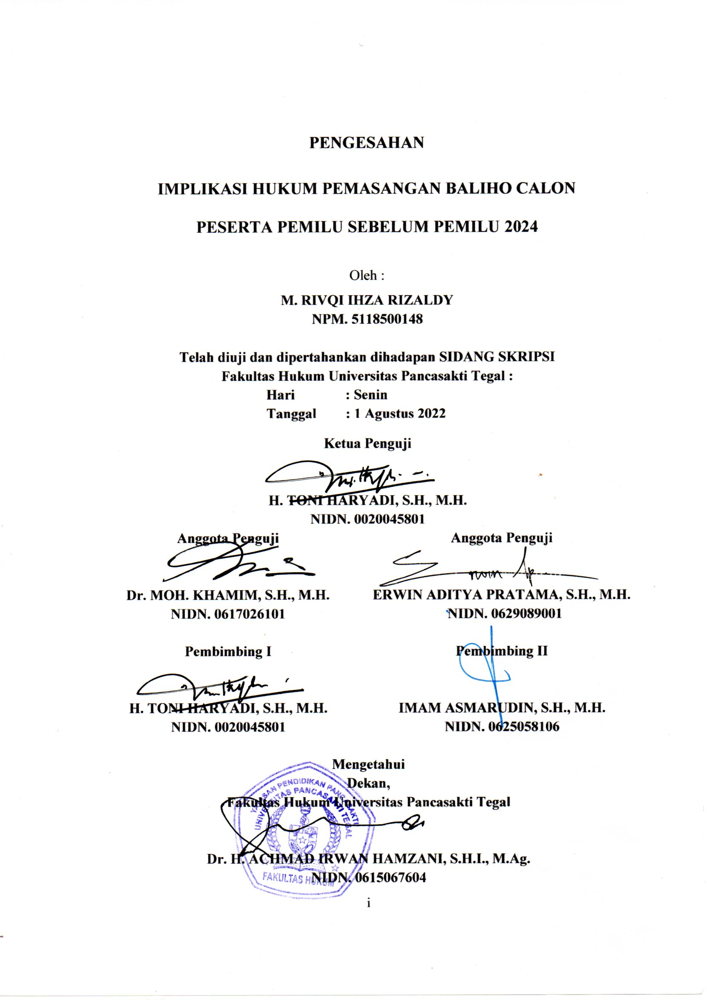 PENGESAHAN
IMPLIKASI HUKUM PEMASANGAN BALIHO CALON
PESERTA PEMILU SEBELUM PEMILU 2024
Oleh :
M. RIVQI IHZA RIZALDY
NPM. 5118500148
Telah diuji dan dipertahankan dihadapan SIDANG SKRIPSI
Fakultas Hukum Universitas Pancasakti Tegal :
Hari : Senin
Tanggal : 1 Agustus 2022
Ketua Penguji
H. TONI HARYADI, S.H., M.H.
NIDN. 0020045801
Anggota Penguji Anggota Penguji
Dr. MOH. KHAMIM, S.H., M.H. ERWIN ADITYA PRATAMA, S.H., M.H.
NIDN. 0617026101 NIDN. 0629089001
Pembimbing I Pembimbing II
H. TONI HARYADI, S.H., M.H. IMAM ASMARUDIN, S.H., M.H.
NIDN. 0020045801 NIDN. 0625058106
Mengetahui
Dekan,
Fakultas Hukum Universitas Pancasakti Tegal
YAYASAN PENDIDIKAN PANCASAKTI
UNIVERSITAS PANCASAKTI TEGAL
Dr. H. ACHMAD IRWAN HAMZANI, S.H.I., M.Ag.
FAKULTAS HUKUM
NIDN. 0615067604
i